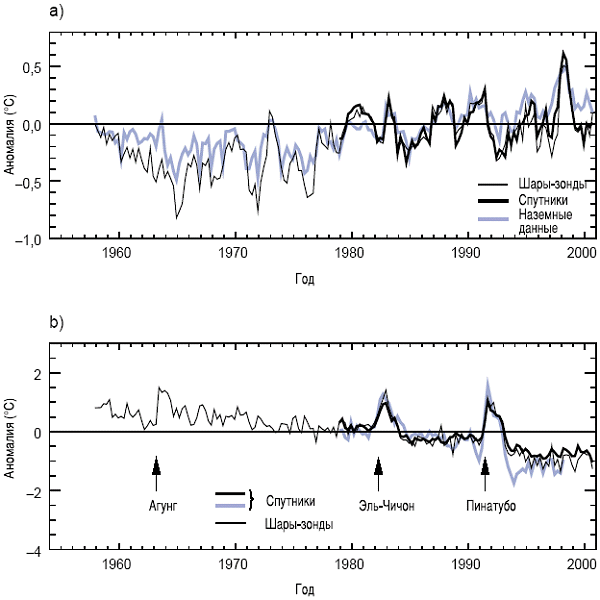 a)
Аномалия (°C)
0,5
0,0
–0,5
–1,0
Шары-зонды
Спутники
Наземные
данные
1960 1970 1980 1990 2000
Год
b)
Аномалия (°C)
2
0
–2
–4
Агунг
Эль-Чичон
Пинатубо
Спутники
Шары-зонды
1960 1970 1980 1990 2000
Год